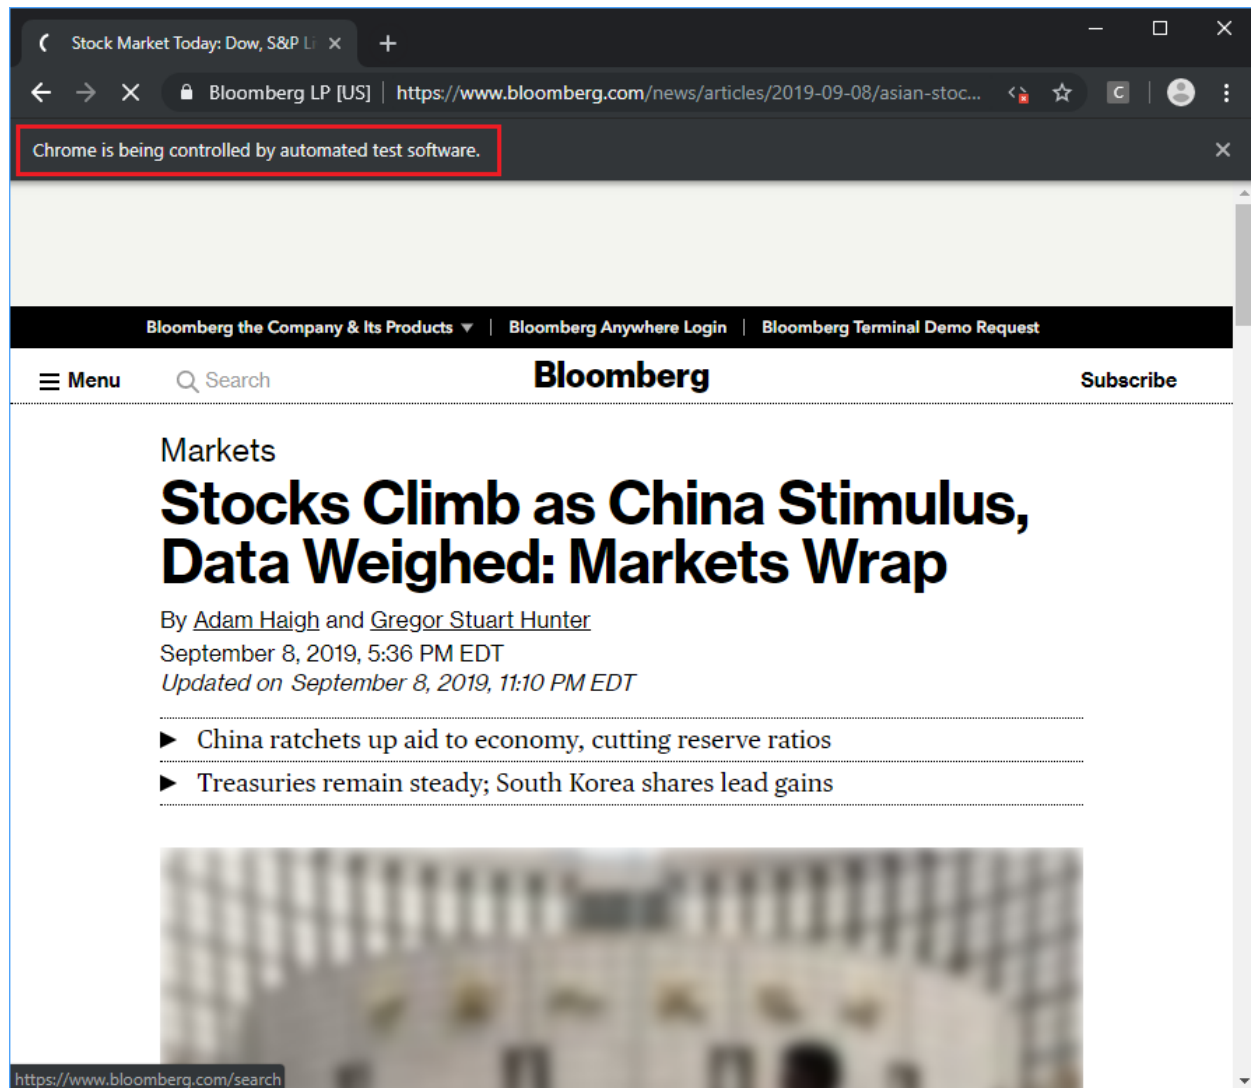 Stock Market Today: Dow, S&P Li
Bloomberg LP [US] | https://www.bloomberg.com/news/articles/2019-09-08/asian-stoc...
C
Chrome is being controlled by automated test software.
Bloomberg the Company & Its Products ▼ | Bloomberg Anywhere Login | Bloomberg Terminal Demo Request
Menu Search Bloomberg Subscribe
Markets
Stocks Climb as China Stimulus,
Data Weighed: Markets Wrap
By Adam Haigh and Gregor Stuart Hunter
September 8, 2019, 5:36 PM EDT
Updated on September 8, 2019, 11:10 PM EDT
► China ratchets up aid to economy, cutting reserve ratios
► Treasuries remain steady; South Korea shares lead gains
https://www.bloomberg.com/search